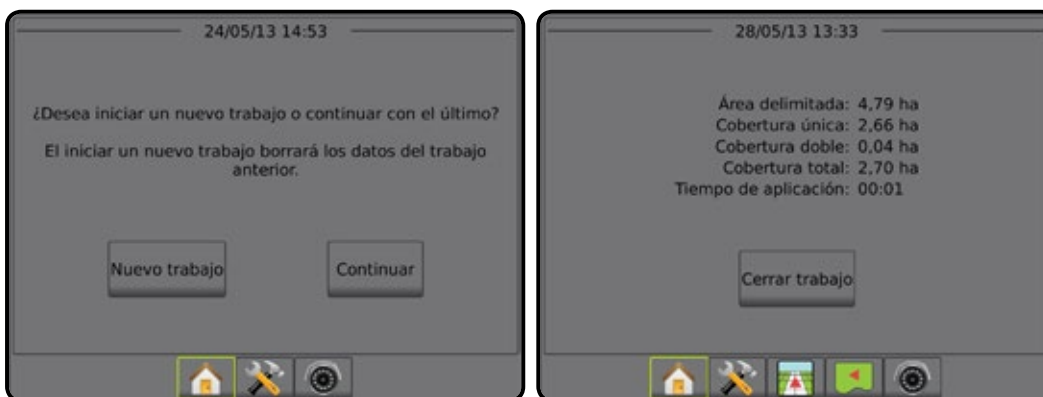 24/05/13 14:53
¿Desea iniciar un nuevo trabajo o continuar con el último?
El iniciar un nuevo trabajo borrará los datos del trabajo
anterior.
Nuevo trabajo
Continuar
28/05/13 13:33
Área delimitada: 4,79 ha
Cobertura única: 2,66 ha
Cobertura doble: 0,04 ha
Cobertura total: 2,70 ha
Tiempo de aplicación: 00:01
Cerrar trabajo